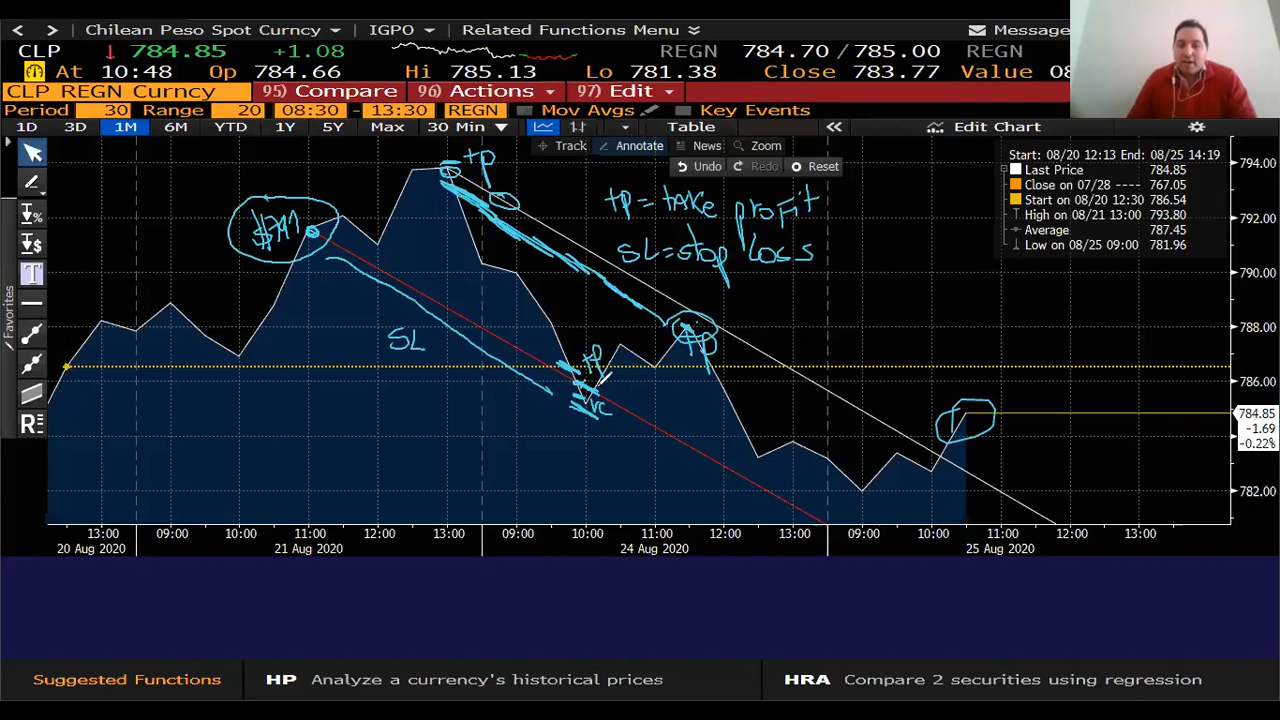 Chilean Peso Spot Curncy IGPO Related Functions Menu Message
CLP 784.85 +1.08 REGN 784.70 / 785.00 REGN
At 10:48 Op 784.66 Hi 785.13 Lo 781.38 Close 783.77 Value 08
CLP REGN Curncy 95) Compare 96) Actions 97) Edit
Period 30 Range 20 08:30 - 13:30 REGN Mov Avgs Key Events
1D 3D 1M 6M YTD 1Y 5Y Max 30 Min Table Edit Chart
Track Annotate News Zoom
Undo Redo Reset
Start: 08/20 12:13 End: 08/25 14:19
Last Price 784.85
Close on 07/28 ---- 767.05
Start on 08/20 12:30 786.54
High on 08/21 13:00 793.80
Average 787.45
Low on 08/25 09:00 781.96
Favorites
tp
tp = take profit
SL = stop loss
SL
tp
tp
794.00
792.00
790.00
788.00
786.00
784.85
-1.69
-0.22%
782.00
13:00 09:00 10:00 12:00 13:00 09:00 10:00 11:00 13:00 09:00 10:00 11:00 12:00 13:00
20 Aug 2020 21 Aug 2020 24 Aug 2020 25 Aug 2020
Suggested Functions HP Analyze a currency's historical prices HRA Compare 2 securities using regression